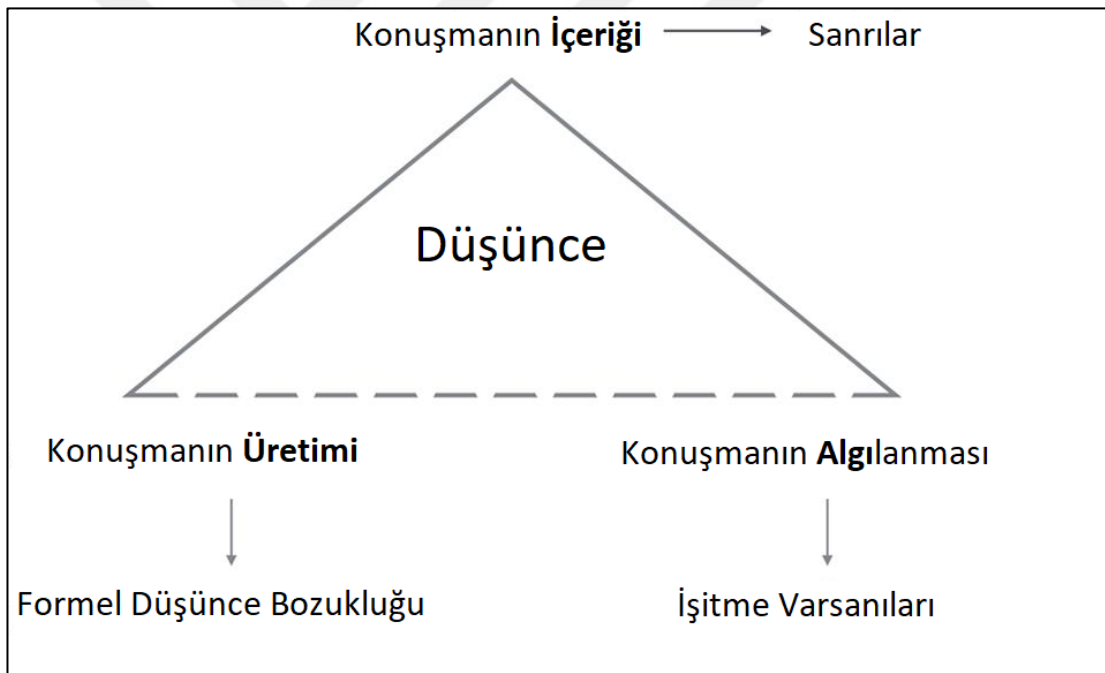 Konuşmanın İçeriği Sanrılar
Düşünce
Konuşmanın Üretimi Konuşmanın Algılanması
Formel Düşünce Bozukluğu İşitme Varsanıları